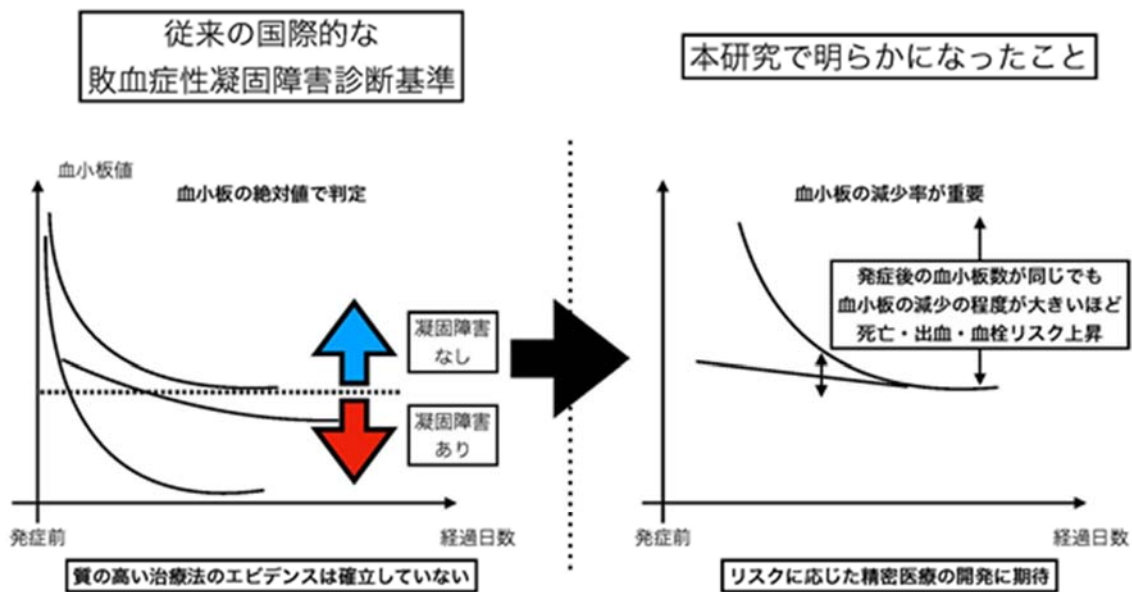 従来の国際的な
敗血症性凝固障害診断基準
血小板値
血小板の絶対値で判定
凝固障害
なし
凝固障害
あり
発症前
経過日数
質の高い治療法のエビデンスは確立していない
本研究で明らかになったこと
血小板の減少率が重要
発症後の血小板数が同じでも
血小板の減少の程度が大きいほど
死亡・出血・血栓リスク上昇
発症前
経過日数
リスクに応じた精密医療の開発に期待